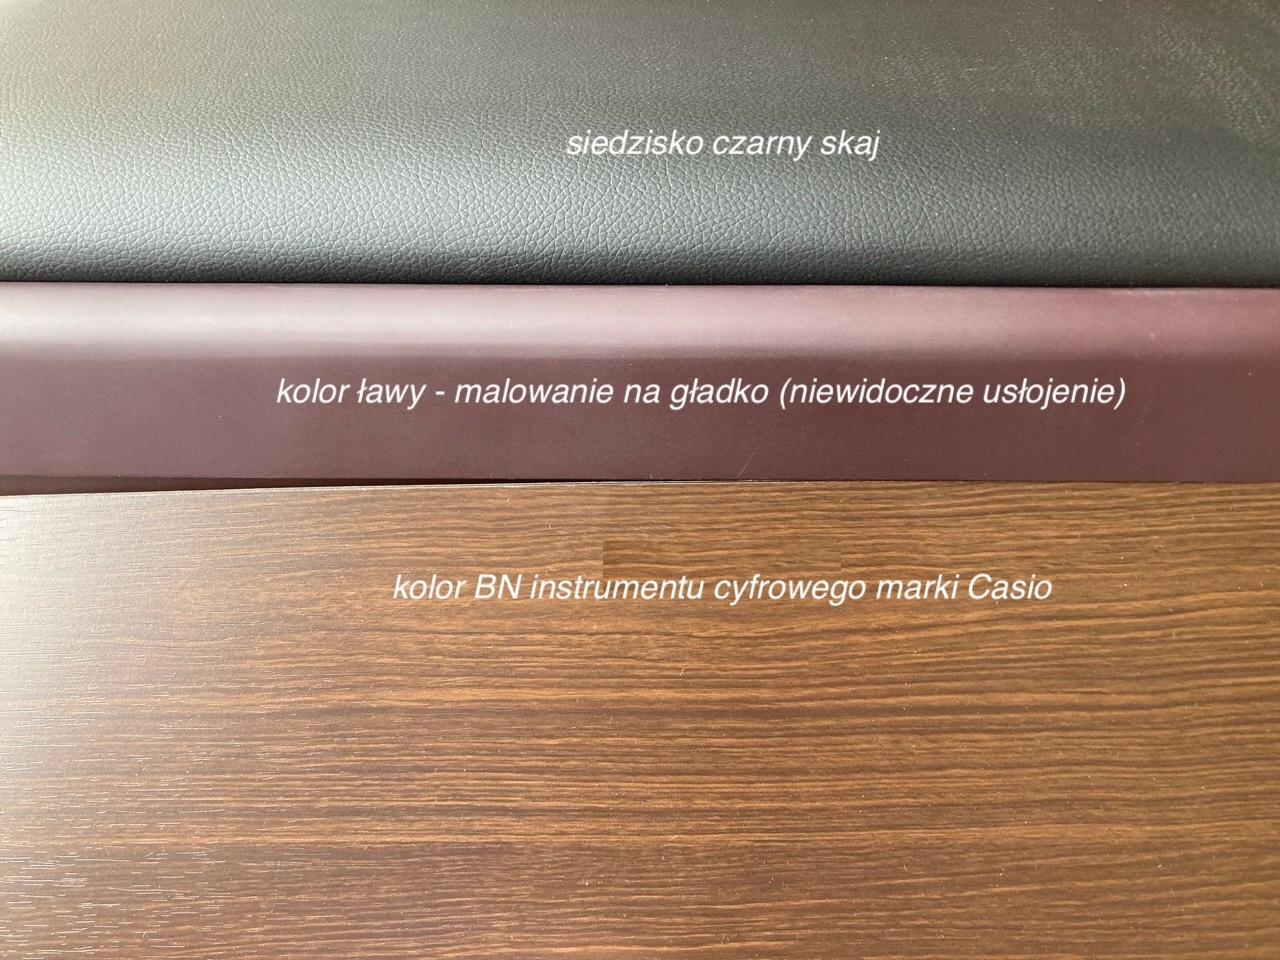 siedzisko czarny skaj
kolor ławy - malowanie na gładko (niewidoczne usłojenie)
kolor BN instrumentu cyfrowego marki Casio